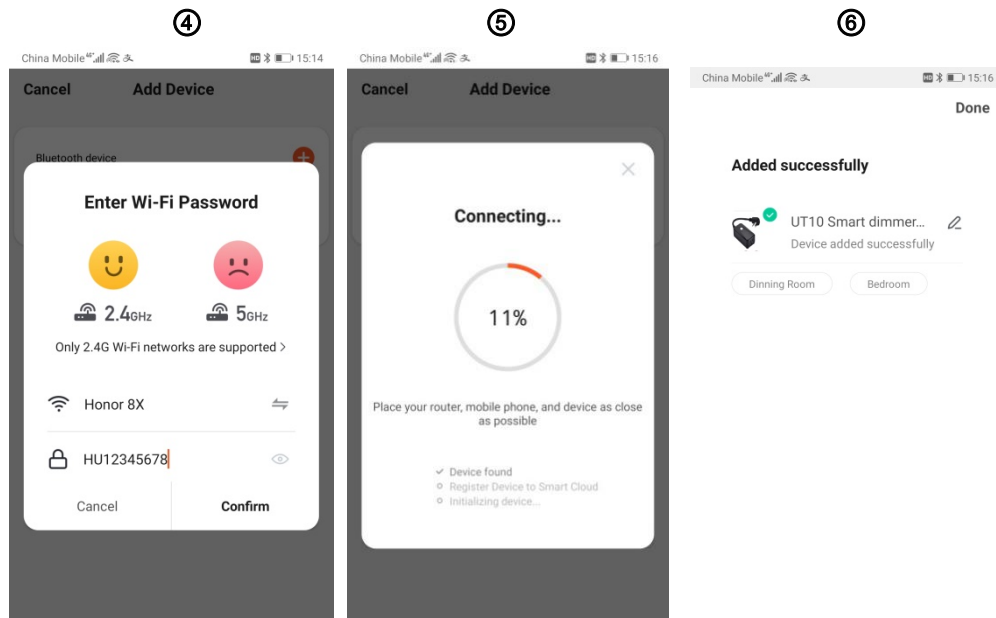 ④
China Mobile 4G 15:14
Cancel Add Device
Bluetooth device
Enter Wi-Fi Password
2.4GHz 5GHz
Only 2.4G Wi-Fi networks are supported >
Honor 8X
HU12345678
Cancel Confirm
⑤
China Mobile 4G 15:16
Cancel Add Device
Connecting...
11%
Place your router, mobile phone, and device as close
as possible
Device found
Register Device to Smart Cloud
Initializing device...
⑥
China Mobile 4G 15:16
Done
Added successfully
UT10 Smart dimmer...
Device added successfully
Dinning Room Bedroom